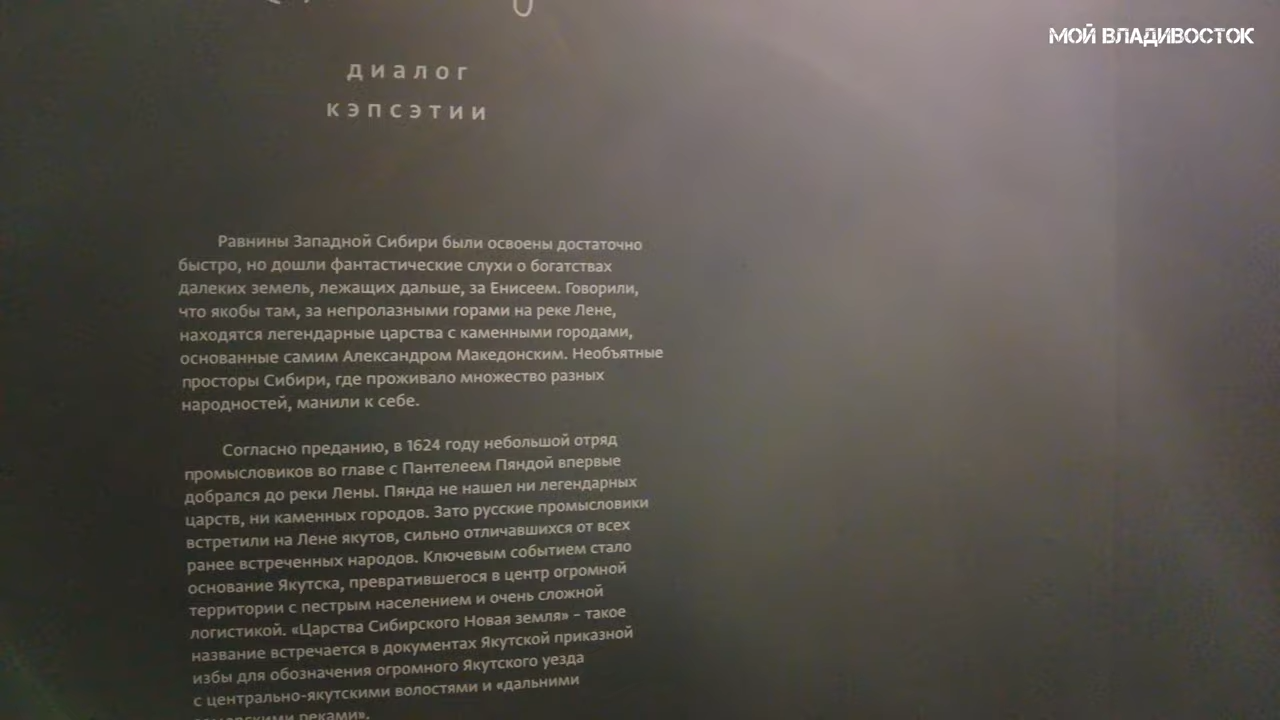 МОЙ ВЛАДИВОСТОК
диалог
кэпсэтии
Равнины Западной Сибири были освоены достаточно
быстро, но дошли фантастические слухи о богатствах
далеких земель, лежащих дальше, за Енисеем. Говорили,
что якобы там, за непролазными горами на реке Лене,
находятся легендарные царства с каменными городами,
основанные самим Александром Македонским. Необъятные
просторы Сибири, где проживало множество разных
народностей, манили к себе.
Согласно преданию, в 1624 году небольшой отряд
промысловиков во главе с Пантелеем Пяндой впервые
добрался до реки Лены. Пянда не нашел ни легендарных
царств, ни каменных городов. Зато русские промысловики
встретили на Лене якутов, сильно отличавшихся от всех
ранее встреченных народов. Ключевым событием стало
основание Якутска, превратившегося в центр огромной
территории с пестрым населением и очень сложной
логистикой. «Царства Сибирского Новая земля» – такое
название встречается в документах Якутской приказной
избы для обозначения огромного Якутского уезда
с центрально-якутскими волостями и «дальними
реками».